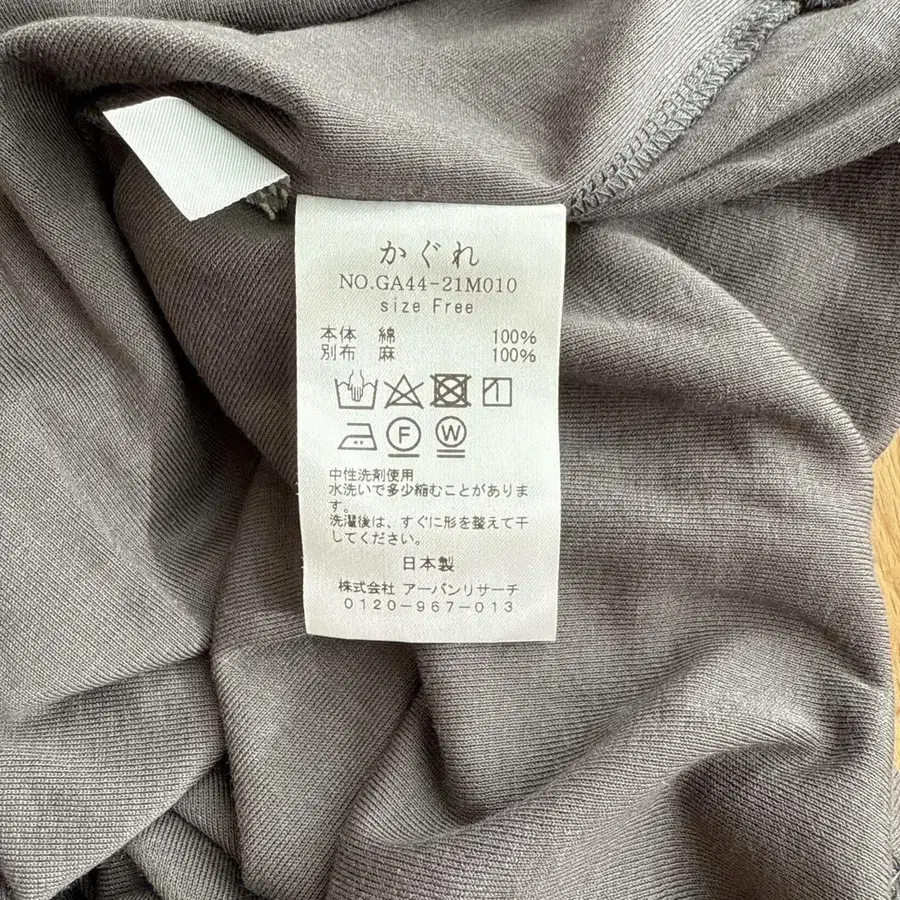 かぐれ
NO.GA44-21M010
size Free
本体 綿 100%
別布 麻 100%
F W
中性洗剤使用
水洗いで多少縮むことがありま
す。
洗濯後は、すぐに形を整えて干
してください。
日本製
株式会社 アーバンリサーチ
0120-967-013